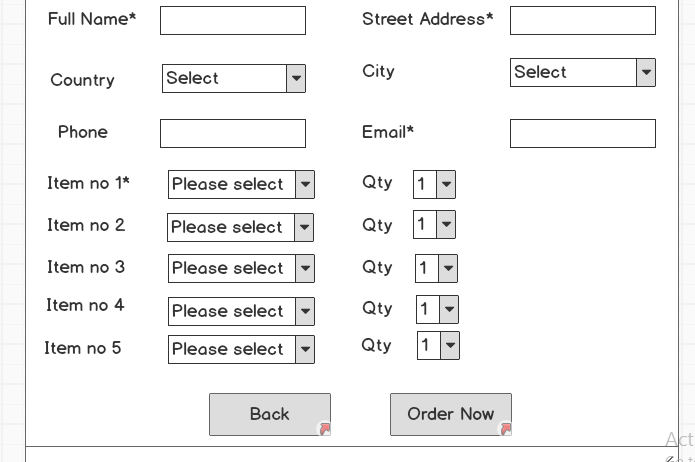 Full Name* Street Address*
Country Select City Select
Phone Email*
Item no 1* Please select Qty 1
Item no 2 Please select Qty 1
Item no 3 Please select Qty 1
Item no 4 Please select Qty 1
Item no 5 Please select Qty 1
Back Order Now
Act